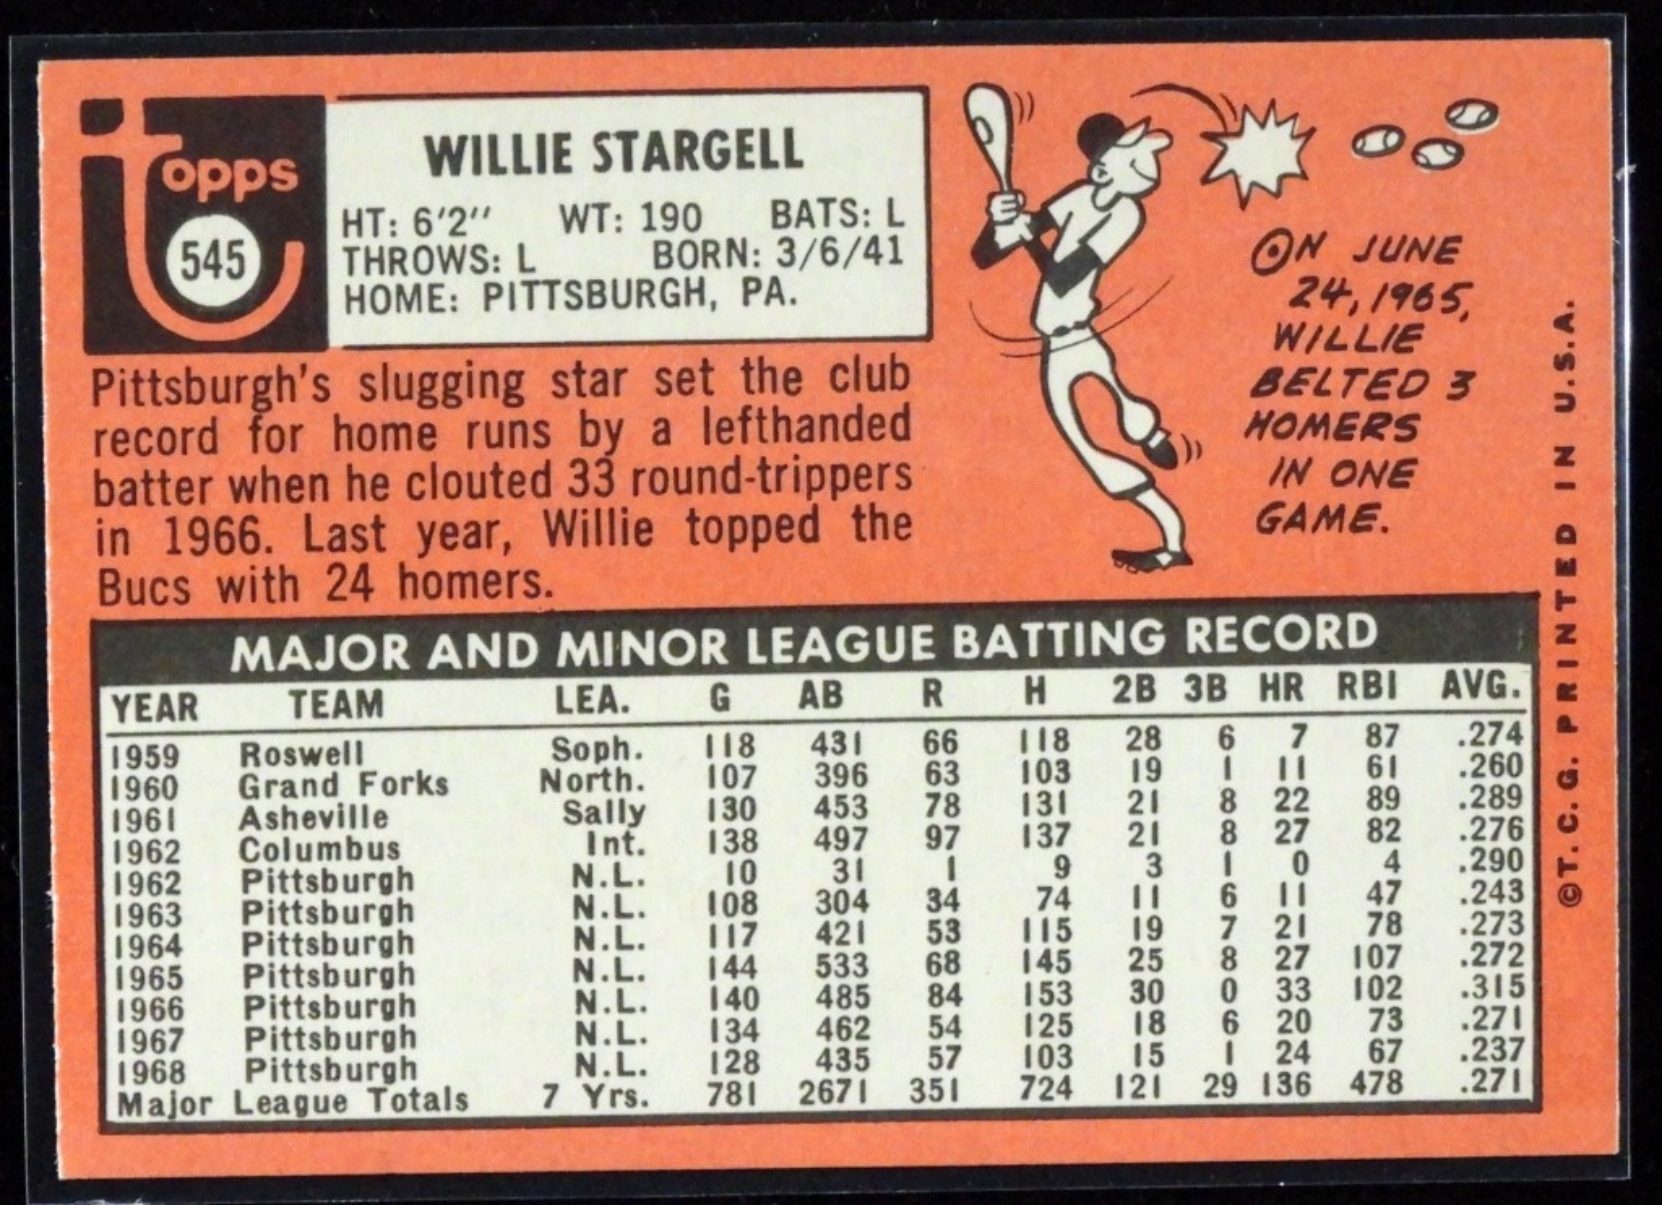 Topps
545
WILLIE STARGELL
HT: 6'2" WT: 190 BATS: L
THROWS: L BORN: 3/6/41
HOME: PITTSBURGH, PA.
Pittsburgh's slugging star set the club
record for home runs by a lefthanded
batter when he clouted 33 round-trippers
in 1966. Last year, Willie topped the
Bucs with 24 homers.
ON JUNE
24, 1965,
WILLIE
BELTED 3
HOMERS
IN ONE
GAME.
MAJOR AND MINOR LEAGUE BATTING RECORD
YEAR TEAM LEA. G AB R H 2B 3B HR RBI AVG.
1959 Roswell Soph. 118 431 66 118 28 6 7 87 .274
1960 Grand Forks North. 107 396 63 103 19 1 11 61 .260
1961 Asheville Sally 130 453 78 131 21 8 22 89 .289
1962 Columbus Int. 138 497 97 137 21 8 27 82 .276
1962 Pittsburgh N.L. 10 31 1 9 3 1 0 4 .290
1963 Pittsburgh N.L. 108 304 34 74 11 6 11 47 .243
1964 Pittsburgh N.L. 117 421 53 115 19 7 21 78 .273
1965 Pittsburgh N.L. 144 533 68 145 25 8 27 107 .272
1966 Pittsburgh N.L. 140 485 84 153 30 0 33 102 .315
1967 Pittsburgh N.L. 134 462 54 125 18 6 20 73 .271
1968 Pittsburgh N.L. 128 435 57 103 15 1 24 67 .237
Major League Totals 7 Yrs. 781 2671 351 724 121 29 136 478 .271
©T.C.G. PRINTED IN U.S.A.